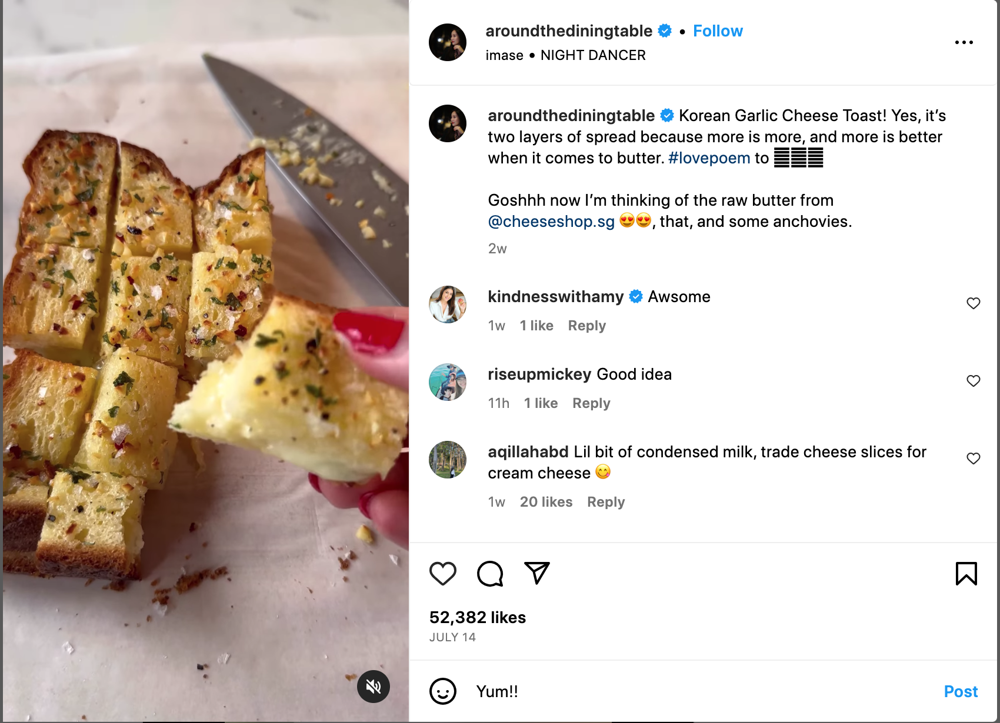 aroundthediningtable • Follow
imase • NIGHT DANCER
aroundthediningtable Korean Garlic Cheese Toast! Yes, it’s
two layers of spread because more is more, and more is better
when it comes to butter. #lovepoem to
Goshhh now I’m thinking of the raw butter from
@cheeseshop.sg 😍😍, that, and some anchovies.
2w
kindnesswithamy Awsome
1w 1 like Reply
riseupmickey Good idea
11h 1 like Reply
aqillahabd Lil bit of condensed milk, trade cheese slices for
cream cheese 😋
1w 20 likes Reply
52,382 likes
JULY 14
Yum!! Post